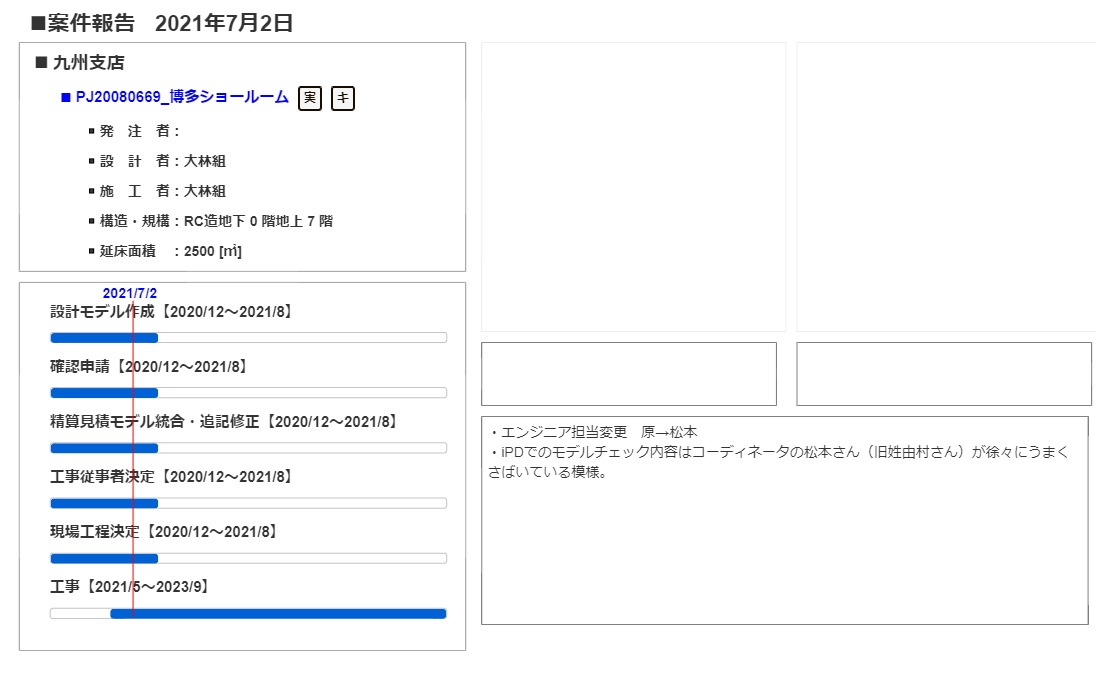 ■案件報告 2021年7月2日
■ 九州支店
■ PJ20080669_博多ショールーム 実 キ
▪ 発 注 者：
▪ 設 計 者：大林組
▪ 施 工 者：大林組
▪ 構造・規構：RC造地下 0 階地上 7 階
▪ 延床面積 ：2500 [㎡]
2021/7/2
設計モデル作成【2020/12～2021/8】
確認申請【2020/12～2021/8】
精質見積モデル統合・追記修正【2020/12～2021/8】
工事従事者決定【2020/12～2021/8】
現場工程決定【2020/12～2021/8】
工事【2021/5～2023/9】
・エンジニア担当変更 原→松本
・iPDでのモデルチェック内容はコーディネータの松本さん（旧姓由村さん）が徐々にうまく
さばいている模様。